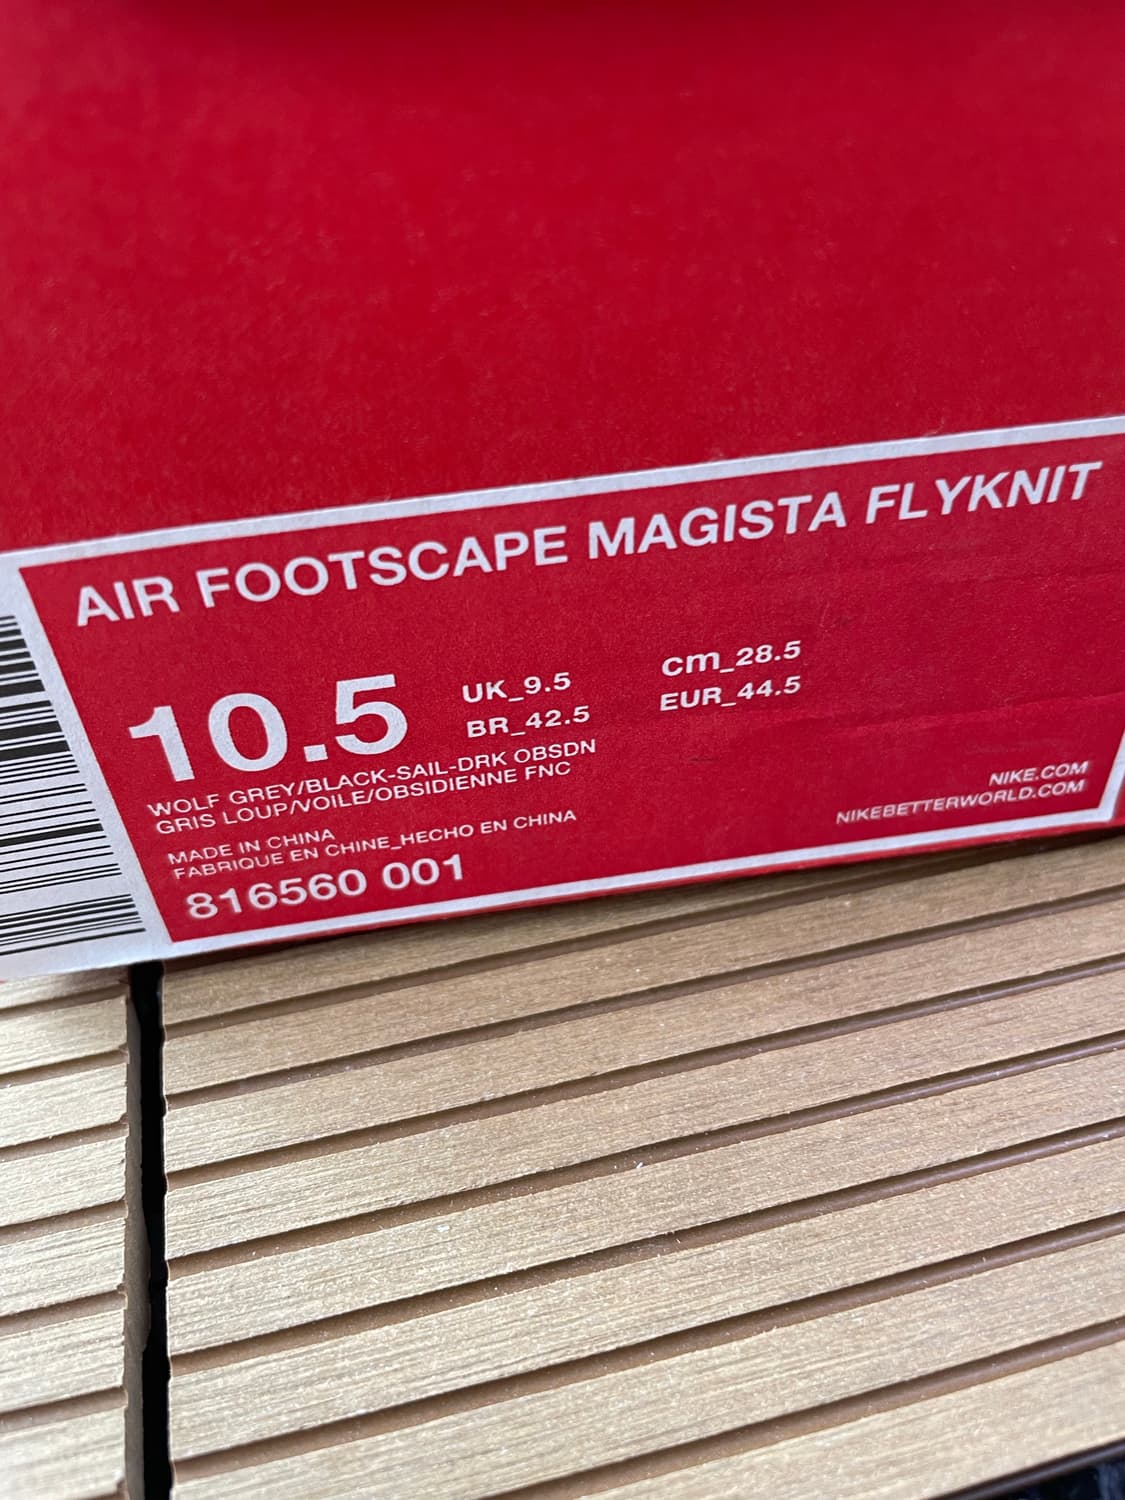 AIR FOOTSCAPE MAGISTA FLYKNIT
10.5
UK_9.5
cm_28.5
BR_42.5
EUR_44.5
WOLF GREY/BLACK-SAIL-DRK OBSDN
GRIS LOUP/VOILE/OBSIDIENNE FNC
MADE IN CHINA
FABRIQUE EN CHINE_HECHO EN CHINA
816560 001
NIKE.COM
NIKEBETTERWORLD.COM